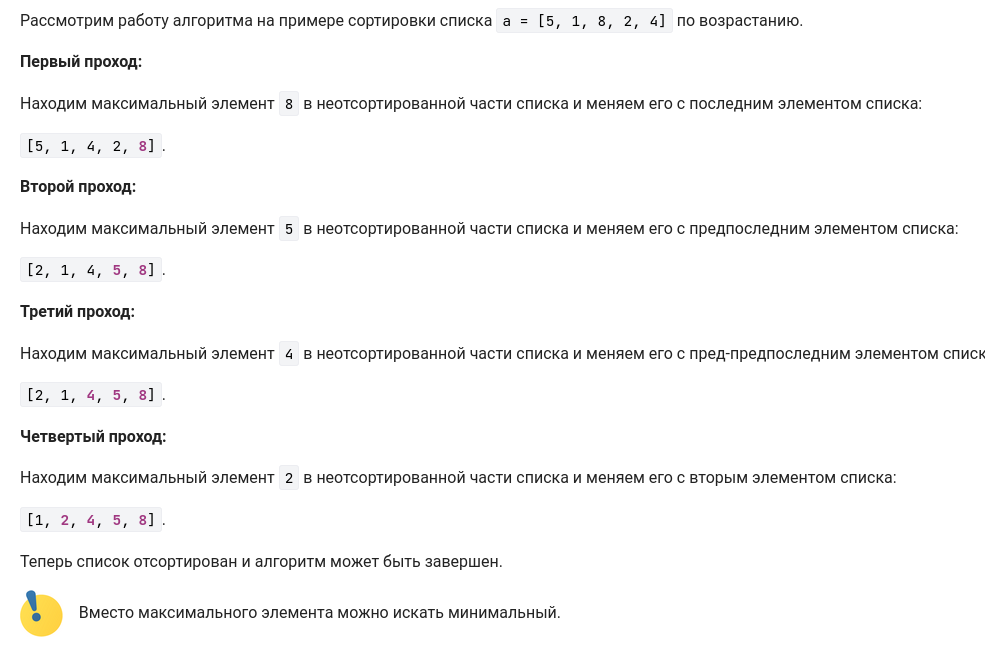 Рассмотрим работу алгоритма на примере сортировки списка a = [5, 1, 8, 2, 4] по возрастанию.
Первый проход:
Находим максимальный элемент 8 в неотсортированной части списка и меняем его с последним элементом списка:
[5, 1, 4, 2, 8].
Второй проход:
Находим максимальный элемент 5 в неотсортированной части списка и меняем его с предпоследним элементом списка:
[2, 1, 4, 5, 8].
Третий проход:
Находим максимальный элемент 4 в неотсортированной части списка и меняем его с пред-предпоследним элементом списк
[2, 1, 4, 5, 8].
Четвертый проход:
Находим максимальный элемент 2 в неотсортированной части списка и меняем его с вторым элементом списка:
[1, 2, 4, 5, 8].
Теперь список отсортирован и алгоритм может быть завершен.
Вместо максимального элемента можно искать минимальный.